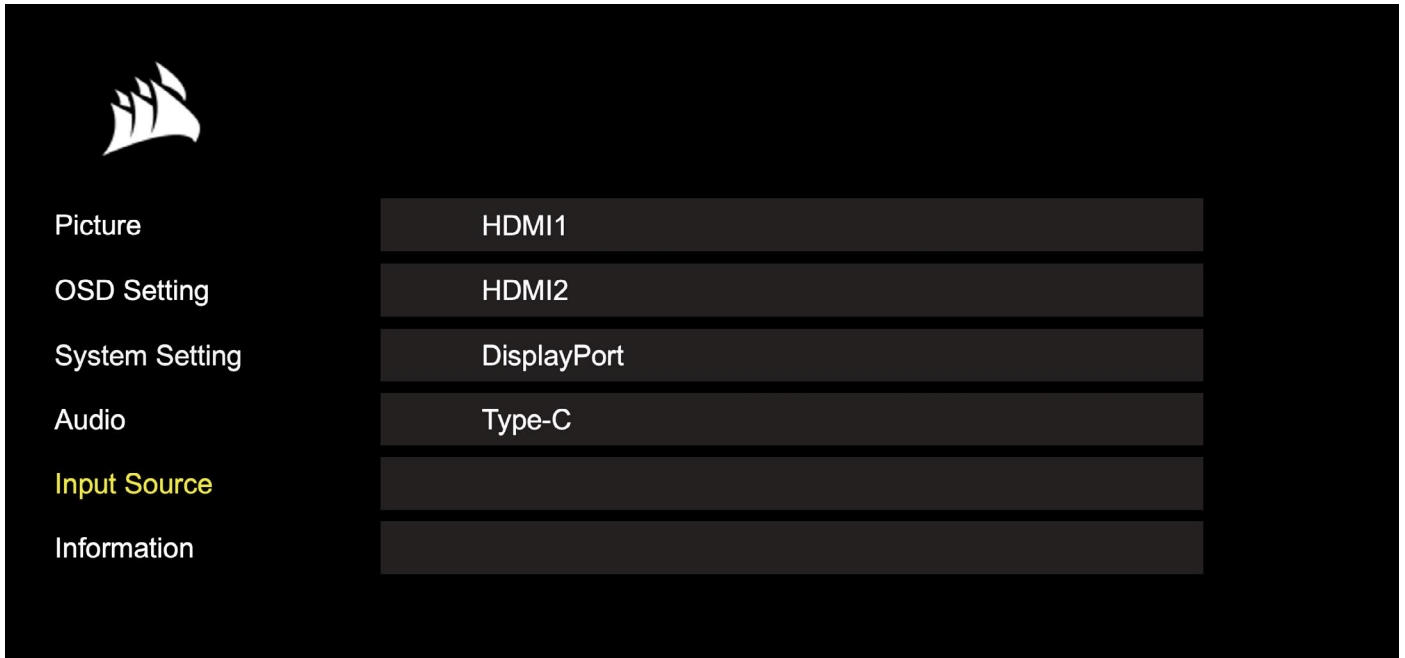 Picture
HDMI1
OSD Setting
HDMI2
System Setting
DisplayPort
Audio
Type-C
Input Source
Information